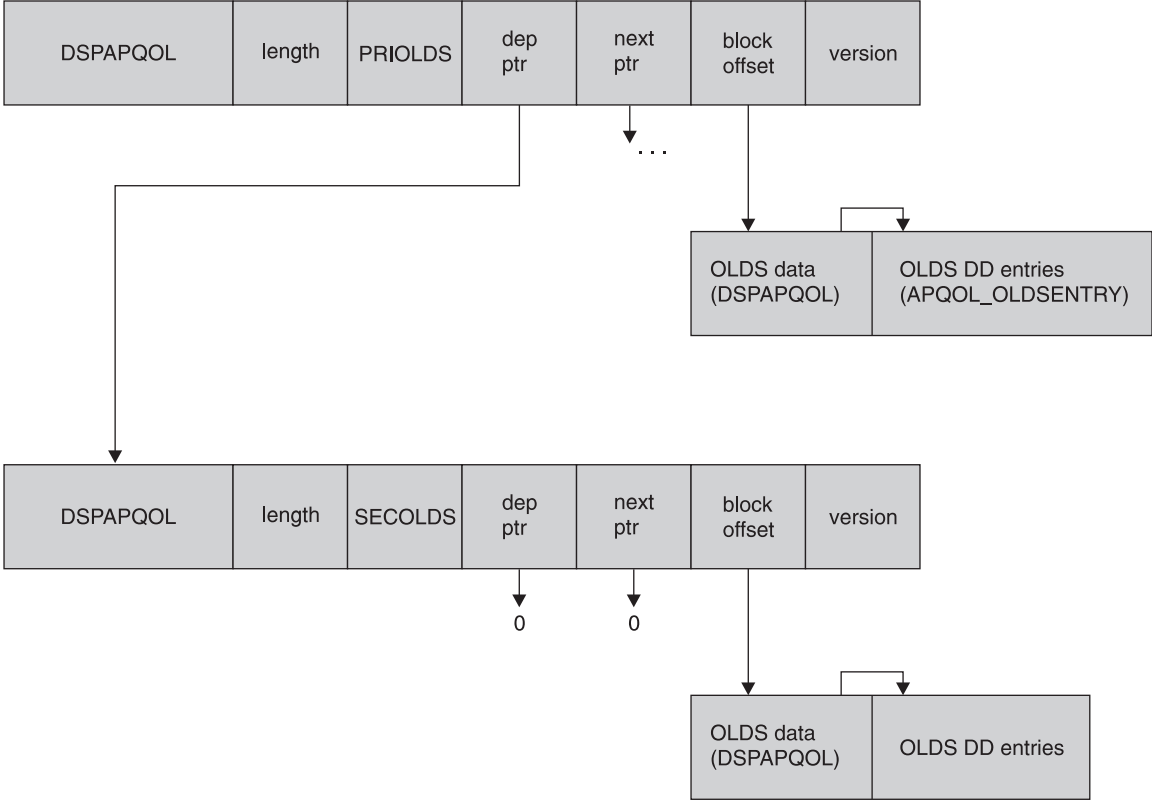 DSPAPQOL
length
PRIOLDS
dep
ptr
next
ptr
block
offset
version
...
OLDS data
(DSPAPQOL)
OLDS DD entries
(APQOL_OLDSENTRY)
DSPAPQOL
length
SECOLDS
dep
ptr
next
ptr
block
offset
version
0
0
OLDS data
(DSPAPQOL)
OLDS DD entries